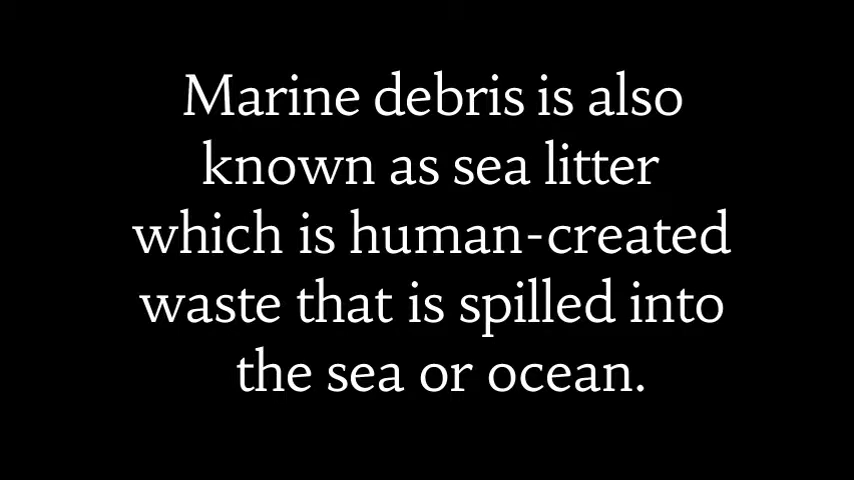 Marine debris is also
known as sea litter
which is human-created
waste that is spilled into
the sea or ocean.